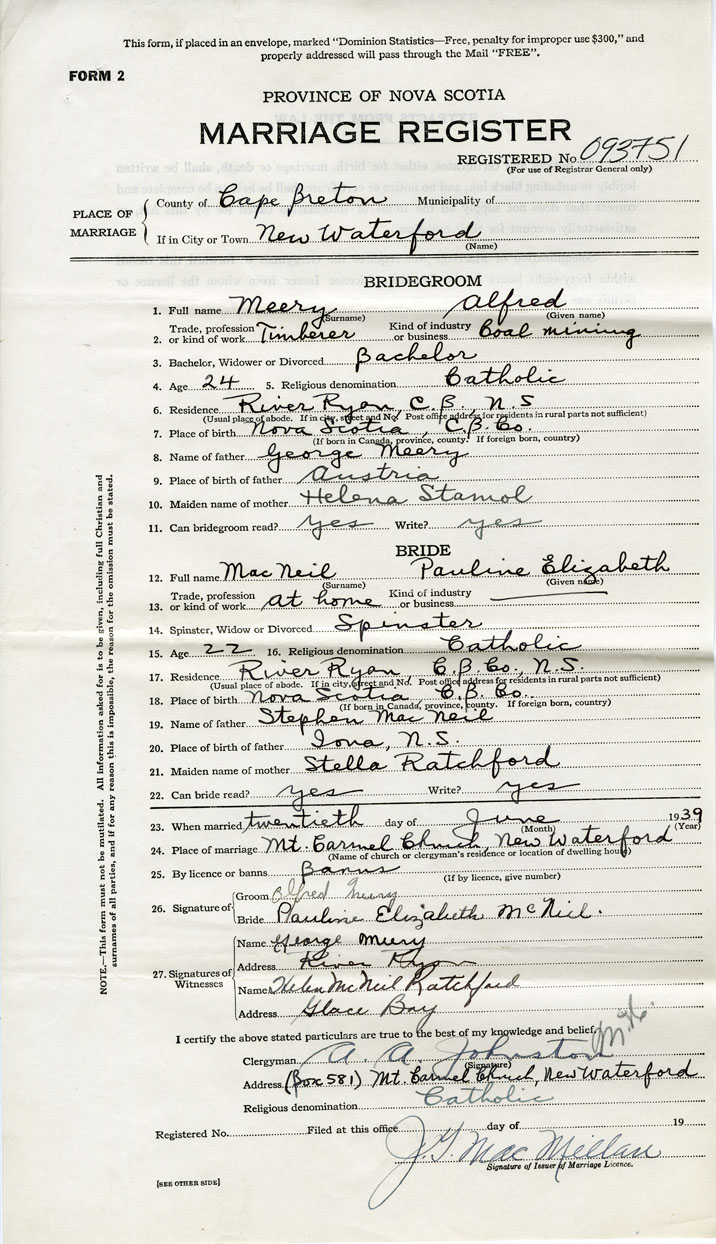 This form, if placed in an envelope, marked “Dominion Statistics—Free, penalty for improper use $300,” and
properly addressed will pass through the Mail “FREE”.
FORM 2
PROVINCE OF NOVA SCOTIA
MARRIAGE REGISTER
REGISTERED No. 093751
(For use of Registrar General only)
PLACE OF MARRIAGE
County of Cape Breton Municipality of
If in City or Town New Waterford
(Name)
BRIDEGROOM
1. Full name Meery Alfred
(Surname) (Given name)
2. Trade, profession or kind of work Timberer Kind of industry or business Coal mining
3. Bachelor, Widower or Divorced Bachelor
4. Age 24 5. Religious denomination Catholic
6. Residence River Ryan, C.B., N.S
(Usual place of abode. If in city, street and No. Post office address for residents in rural parts not sufficient)
7. Place of birth Nova Scotia, C.B. Co.
(If born in Canada, province, county. If foreign born, country)
8. Name of father George Meery
9. Place of birth of father Austria
10. Maiden name of mother Helena Stamol
11. Can bridegroom read? yes Write? yes
BRIDE
12. Full name Mac Neil Pauline Elizabeth
(Surname) (Given name)
13. Trade, profession or kind of work at home Kind of industry or business
14. Spinster, Widow or Divorced Spinster
15. Age 22 16. Religious denomination Catholic
17. Residence River Ryan, C.B. Co., N.S.
(Usual place of abode. If in city, street and No. Post office address for residents in rural parts not sufficient)
18. Place of birth Nova Scotia, C.B. Co.
(If born in Canada, province, county. If foreign born, country)
19. Name of father Stephen Mac Neil
20. Place of birth of father Iona, N.S.
21. Maiden name of mother Stella Ratchford
22. Can bride read? yes Write? yes
23. When married twentieth day of June 1939
(Month) (Year)
24. Place of marriage Mt. Carmel Church, New Waterford
(Name of church or clergyman's residence or location of dwelling house)
25. By licence or banns Banns
(If by licence, give number)
26. Signature of
Groom Alfred Meery
Bride Pauline Elizabeth McNeil.
27. Signatures of Witnesses
Name George Meery
Address River Ryan
Name Helen McNeil Ratchford
Address Glace Bay
I certify the above stated particulars are true to the best of my knowledge and belief,
Clergyman A. A. Johnston
(Signature)
Address (Box 581) Mt. Carmel Church, New Waterford
Religious denomination Catholic
Registered No. Filed at this office day of 19
J. G. Mac Millan
Signature of Issuer of Marriage Licence.
[SEE OTHER SIDE]
NOTE.—This form must not be mutilated. All information asked for is to be given, including full Christian and
surnames of all parties, and if for any reason this is impossible, the reason for the omission must be stated.